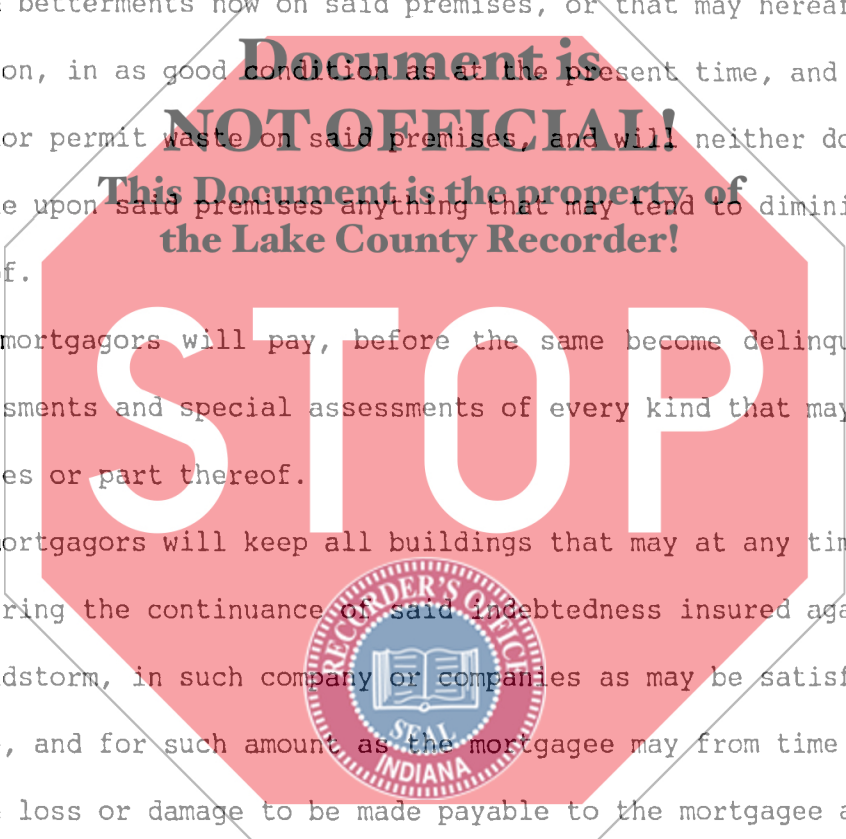 betterments now on said premises, or that may hereaf
Document is
on, in as good condition as at the present time, and
NOT OFFICIAL!
or permit waste on said premises, and will neither do
This Document is the property of
e upon said premises anything that may tend to dimini
the Lake County Recorder!
f.
STOP
mortgagors will pay, before the same become delinqu
sments and special assessments of every kind that may
es or part thereof.
ortgagors will keep all buildings that may at any tim
ring the continuance of said indebtedness insured aga
RECORDER'S OFFICE
dstorm, in such company or companies as may be satisf
SEAL
, and for such amount as the mortgagee may from time
INDIANA
loss or damage to be made payable to the mortgagee a